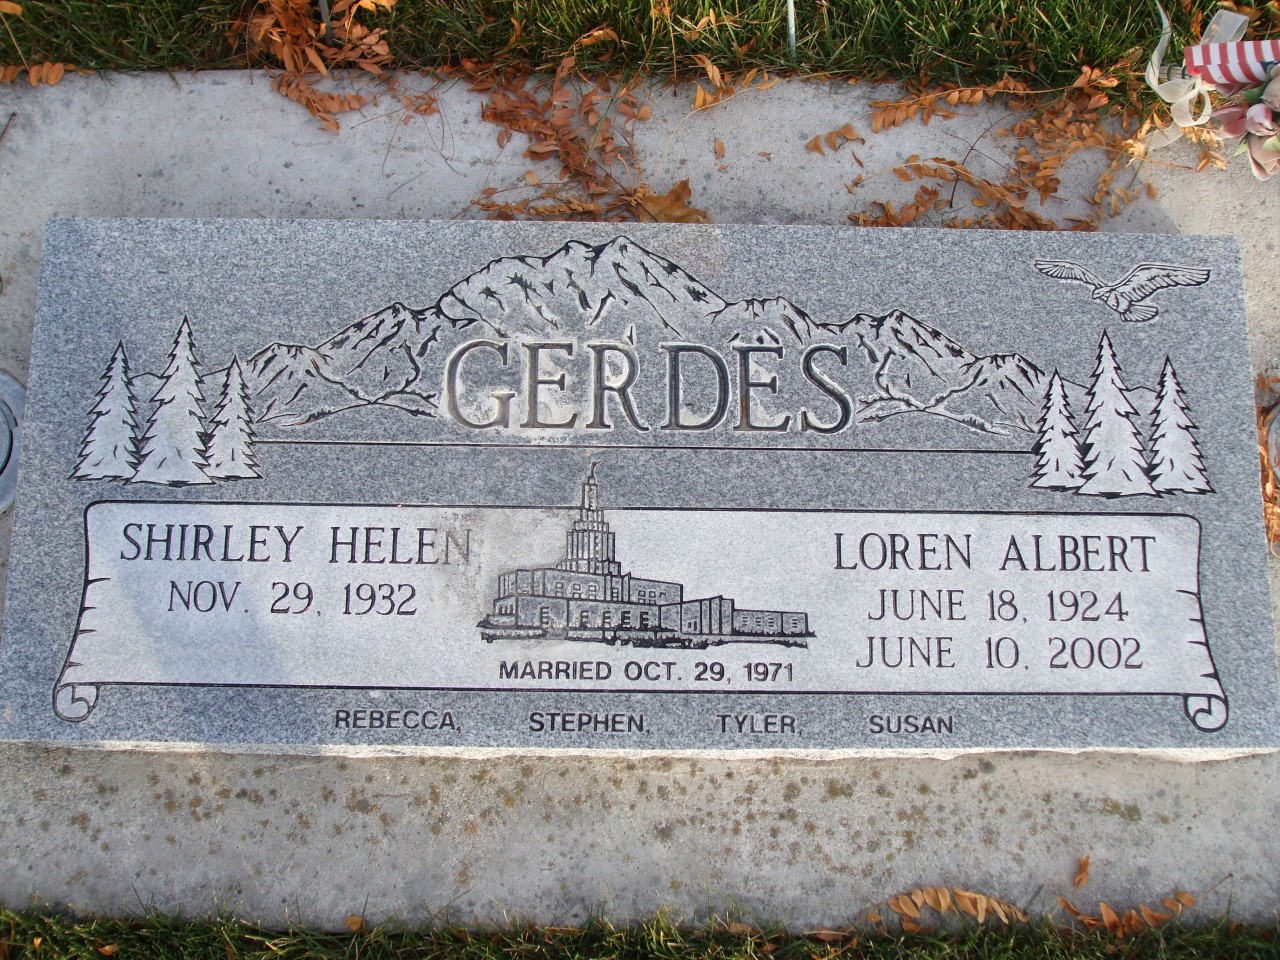 GERDES
SHIRLEY HELEN
NOV. 29, 1932
LOREN ALBERT
JUNE 18, 1924
JUNE 10, 2002
MARRIED OCT. 29, 1971
REBECCA, STEPHEN, TYLER, SUSAN